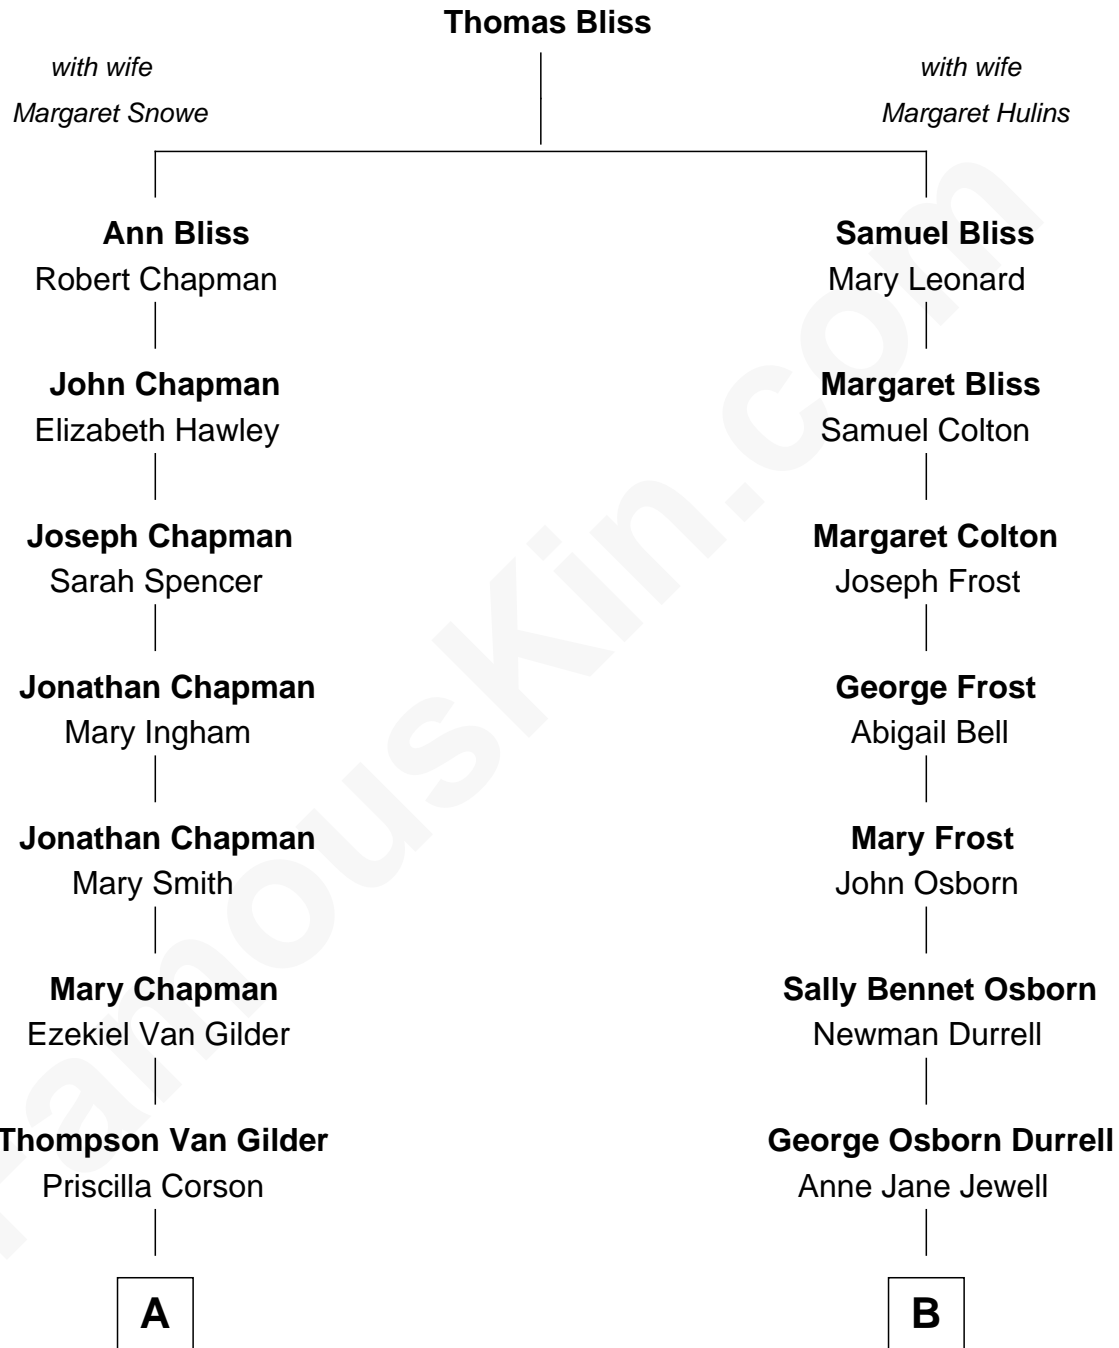 Thomas Bliss
with wife
Margaret Snowe
with wife
Margaret Hulins
Ann Bliss
Robert Chapman
Samuel Bliss
Mary Leonard
John Chapman
Elizabeth Hawley
Margaret Bliss
Samuel Colton
Joseph Chapman
Sarah Spencer
Margaret Colton
Joseph Frost
Jonathan Chapman
Mary Ingham
George Frost
Abigail Bell
Jonathan Chapman
Mary Smith
Mary Frost
John Osborn
Mary Chapman
Ezekiel Van Gilder
Sally Bennet Osborn
Newman Durrell
Thompson Van Gilder
Priscilla Corson
George Osborn Durrell
Anne Jane Jewell
A
B
FamousKin.com